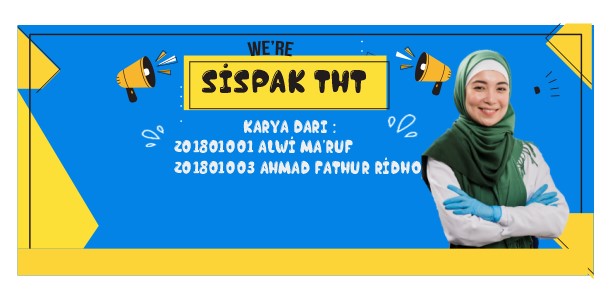 WE'RE
SİSPAK THT
KARYA DARI :
201801001 ALWİ MA'RUF
201801003 AHMAD FATHUR RİDHO